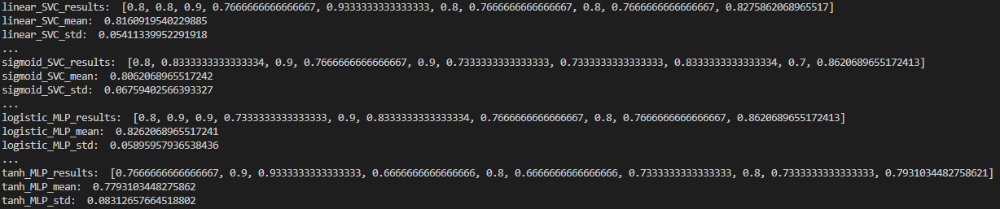 linear_SVC_results:  [0.8, 0.8, 0.9, 0.7666666666666667, 0.9333333333333333, 0.8, 0.7666666666666667, 0.8, 0.7666666666666667, 0.8275862068965517]
linear_SVC_mean:  0.8160919540229885
linear_SVC_std:  0.05411339952291918
...
sigmoid_SVC_results:  [0.8, 0.8333333333333334, 0.9, 0.7666666666666667, 0.9, 0.7333333333333333, 0.7333333333333333, 0.8333333333333334, 0.7, 0.8620689655172413]
sigmoid_SVC_mean:  0.8062068965517242
sigmoid_SVC_std:  0.06759402566393327
...
logistic_MLP_results:  [0.8, 0.9, 0.9, 0.7333333333333333, 0.9, 0.8333333333333334, 0.7666666666666667, 0.8, 0.7666666666666667, 0.8620689655172413]
logistic_MLP_mean:  0.8262068965517241
logistic_MLP_std:  0.05895957936538436
...
tanh_MLP_results:  [0.7666666666666667, 0.9, 0.9333333333333333, 0.6666666666666666, 0.8, 0.6666666666666666, 0.7333333333333333, 0.8, 0.7333333333333333, 0.7931034482758621]
tanh_MLP_mean:  0.7793103448275862
tanh_MLP_std:  0.08312657664518802